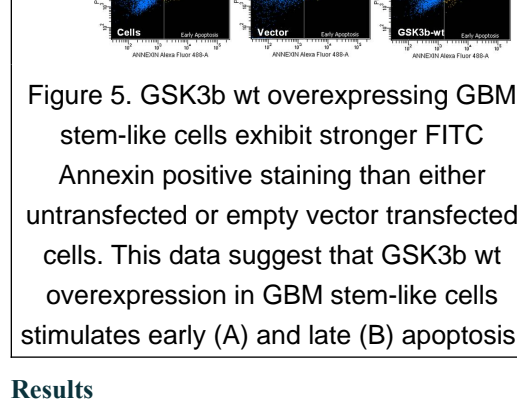 Cells Early Apoptosis Vector Early Apoptosis GSK3b-wt Early Apoptosis
ANNEXIN Alexa Fluor 488-A ANNEXIN Alexa Fluor 488-A ANNEXIN Alexa Fluor 488-A
Figure 5. GSK3b wt overexpressing GBM
stem-like cells exhibit stronger FITC
Annexin positive staining than either
untransfected or empty vector transfected
cells. This data suggest that GSK3b wt
overexpression in GBM stem-like cells
stimulates early (A) and late (B) apoptosis
Results